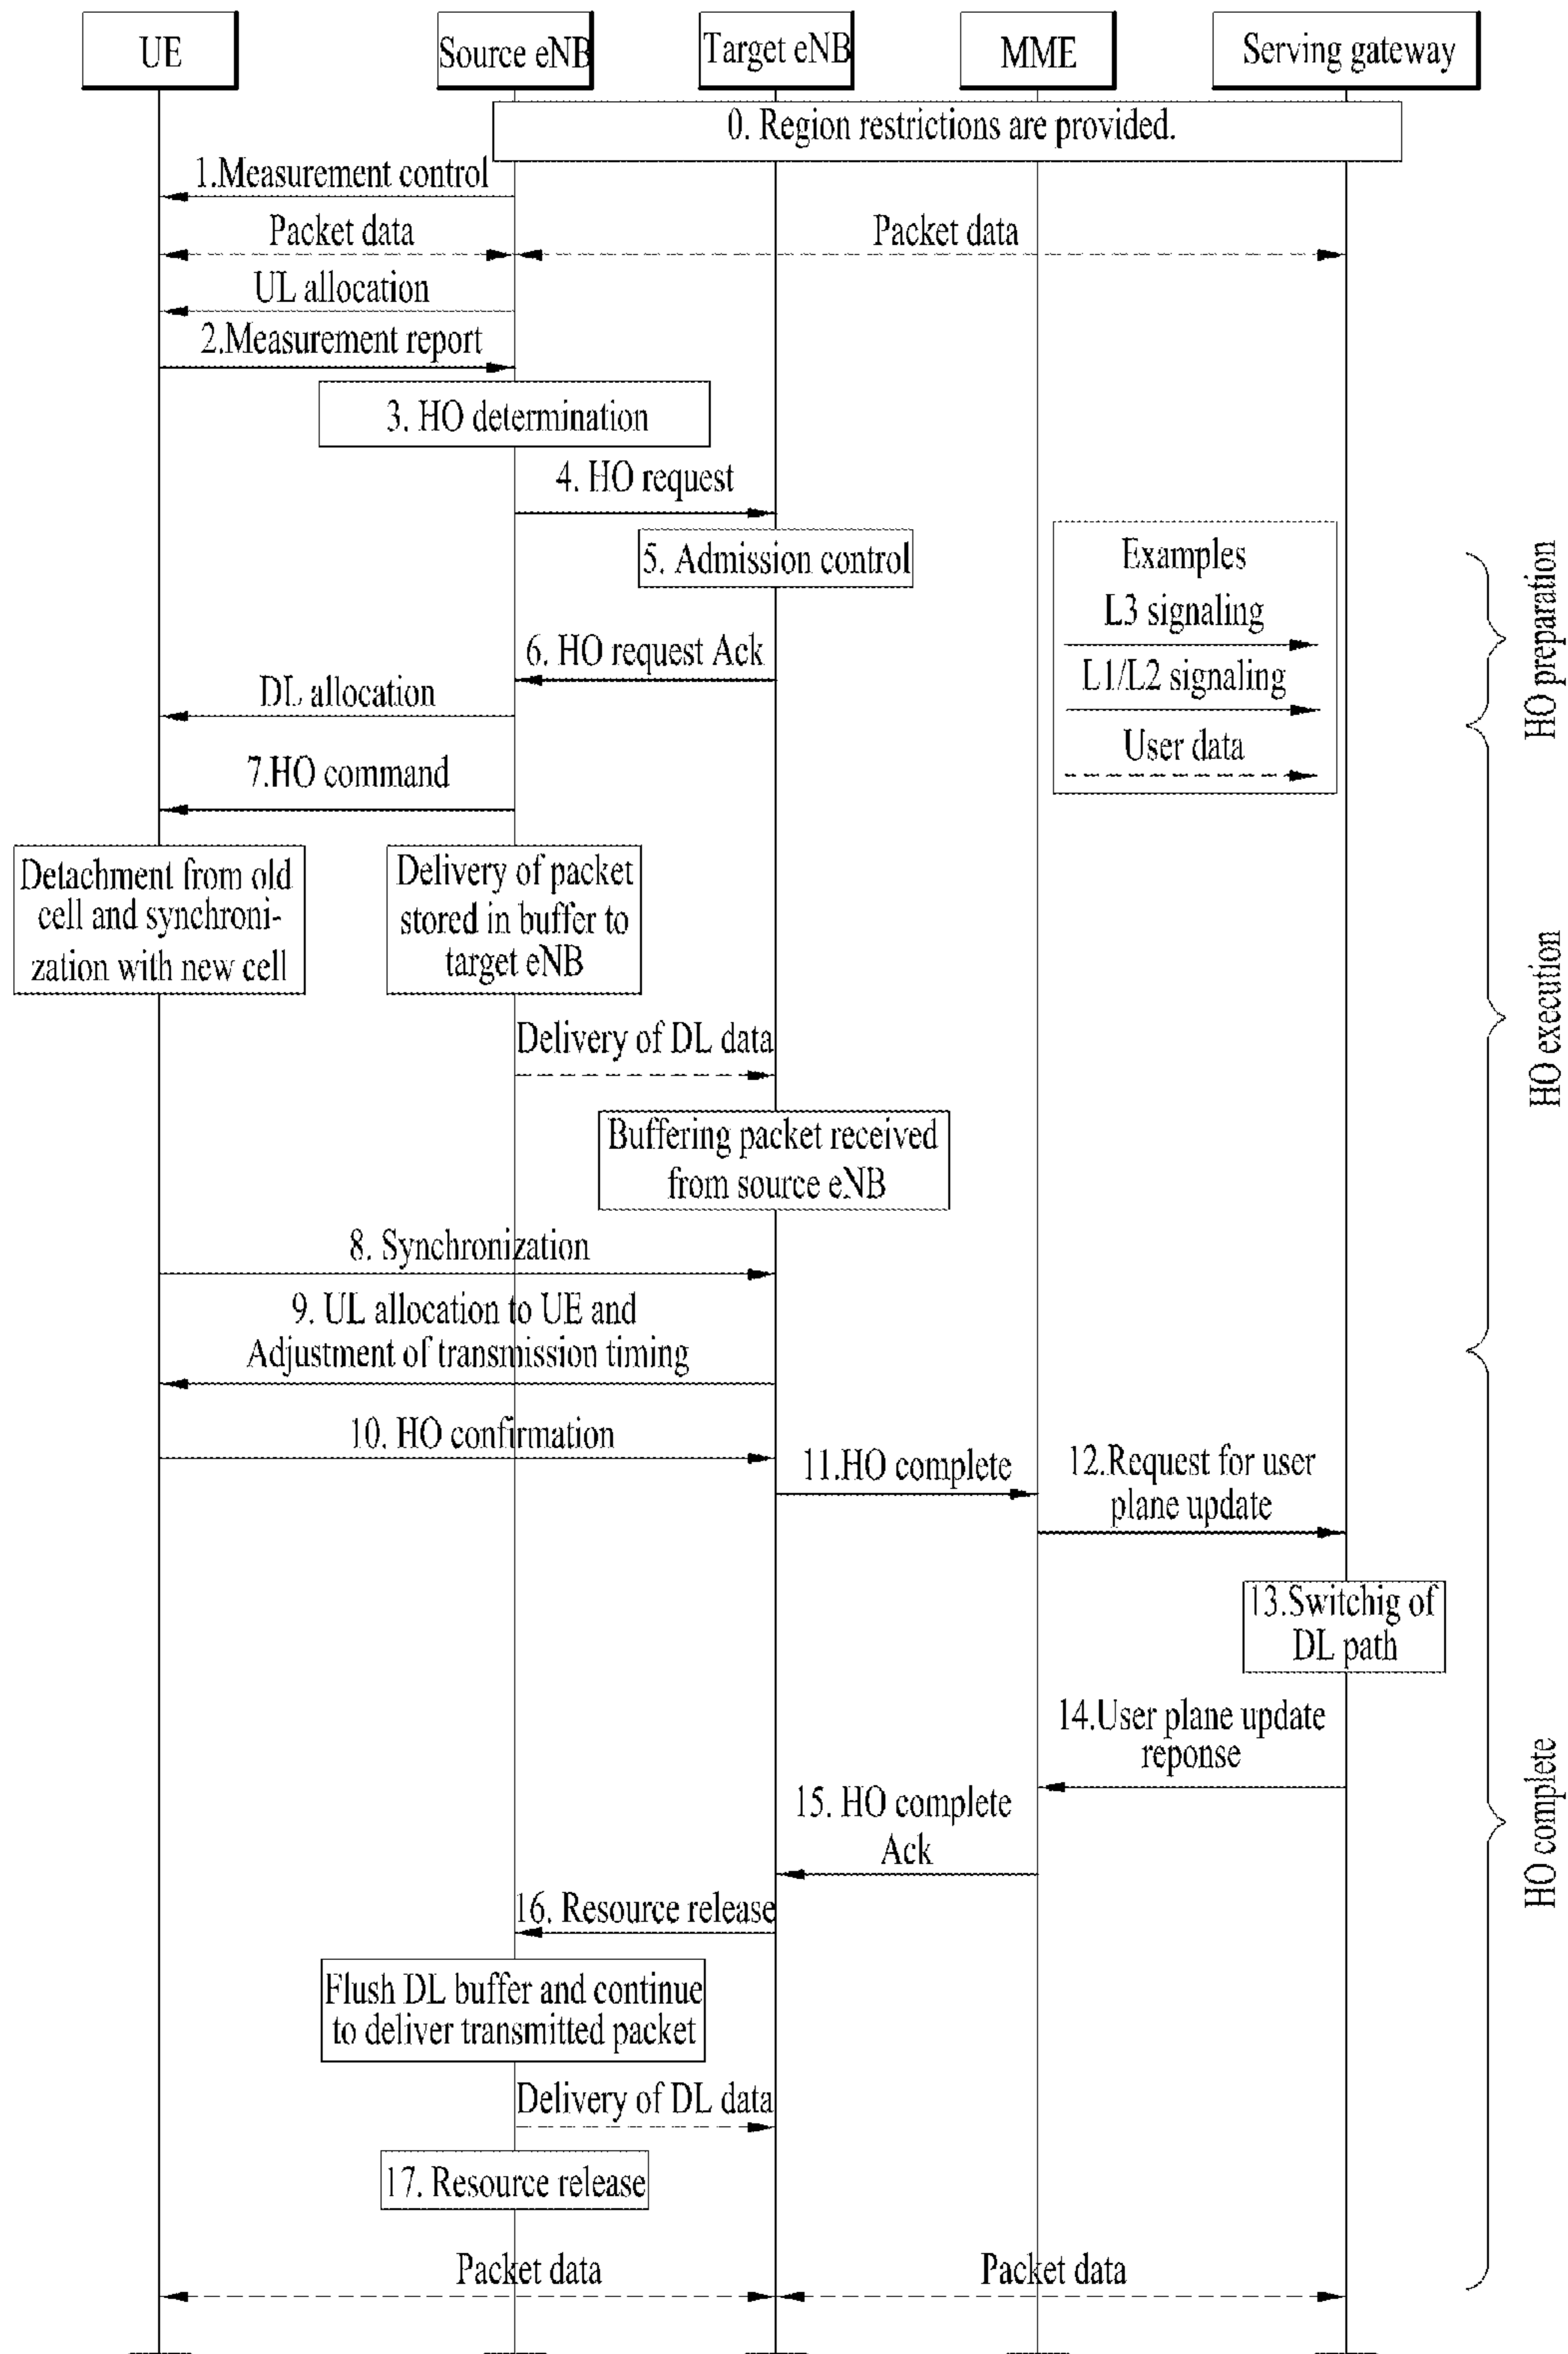 UE
Source eNB
Target eNB
MME
Serving gateway
0. Region restrictions are provided.
1.Measurement control
Packet data
Packet data
UL allocation
2.Measurement report
3. HO determination
4. HO request
5. Admission control
Examples
L3 signaling
L1/L2 signaling
User data
6. HO request Ack
DL allocation
7.HO command
HO preparation
Detachment from old
cell and synchroni-
zation with new cell
Delivery of packet
stored in buffer to
target eNB
Delivery of DL data
HO execution
Buffering packet received
from source eNB
8. Synchronization
9. UL allocation to UE and
Adjustment of transmission timing
10. HO confirmation
11.HO complete
12.Request for user
plane update
13.Switchig of
DL path
14.User plane update
reponse
15. HO complete
Ack
HO complete
16. Resource release
Flush DL buffer and continue
to deliver transmitted packet
Delivery of DL data
17. Resource release
Packet data
Packet data